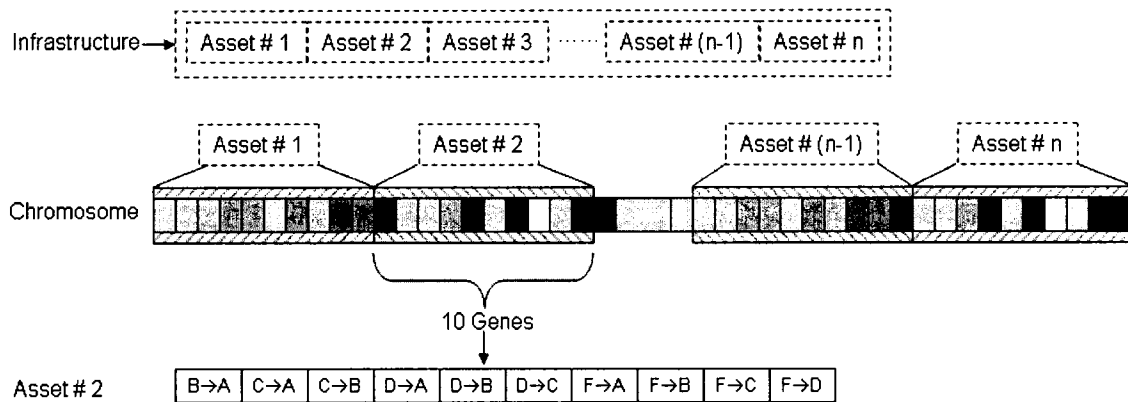 Infrastructure
Asset # 1 Asset # 2 Asset # 3 ...... Asset # (n-1) Asset # n
Asset # 1 Asset # 2 Asset # (n-1) Asset # n
Chromosome
10 Genes
Asset # 2 B→A C→A C→B D→A D→B D→C F→A F→B F→C F→D